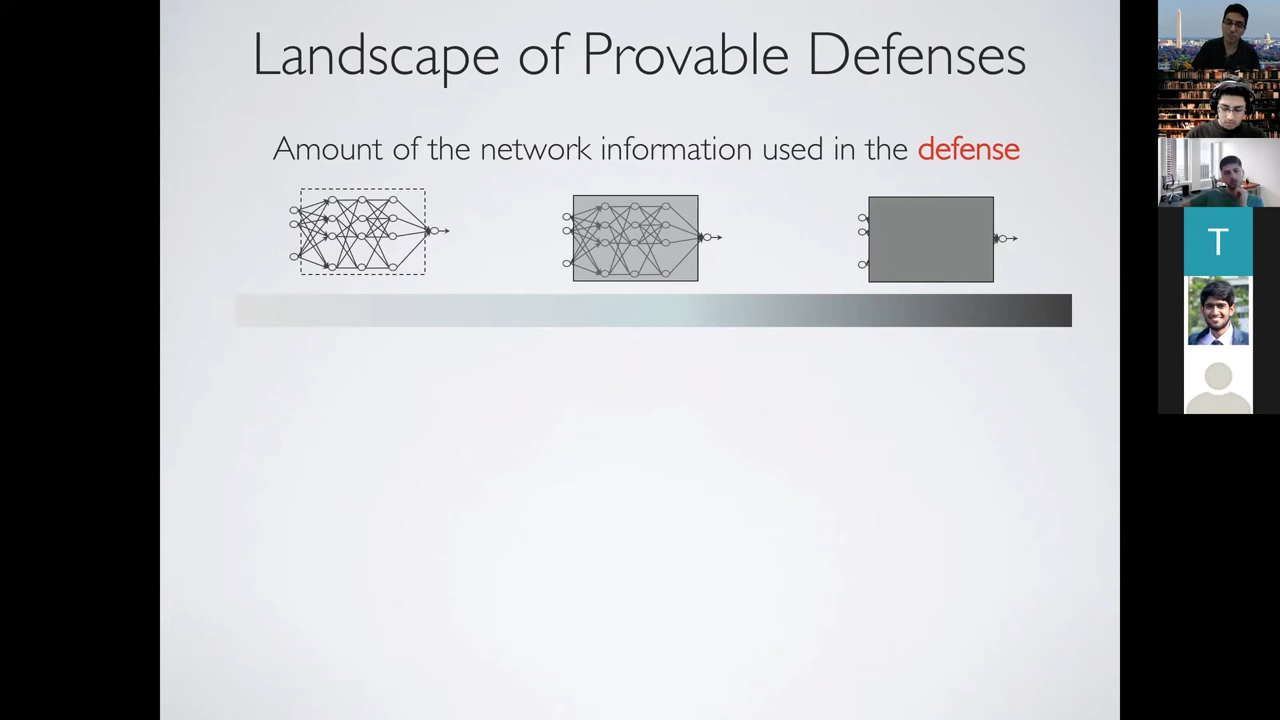 Landscape of Provable Defenses
Amount of the network information used in the defense
T